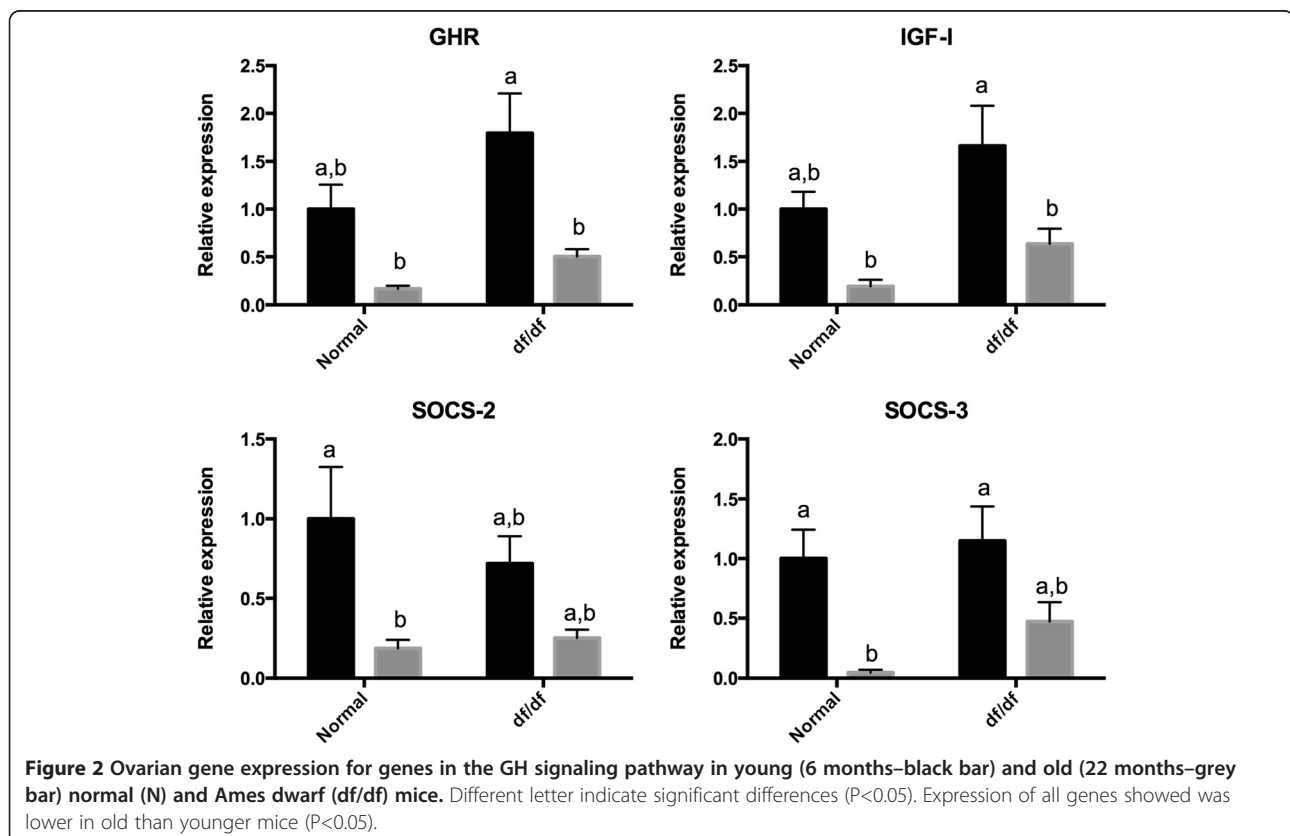 GHR
Relative expression
2.5
2.0
1.5
1.0
0.5
0.0
a,b
b
a
b
Normal
df/df
IGF-I
Relative expression
2.5
2.0
1.5
1.0
0.5
0.0
a,b
b
a
b
Normal
df/df
SOCS-2
Relative expression
1.5
1.0
0.5
0.0
a
b
a,b
a,b
Normal
df/df
SOCS-3
Relative expression
2.0
1.5
1.0
0.5
0.0
a
b
a
a,b
Normal
df/df
Figure 2 Ovarian gene expression for genes in the GH signaling pathway in young (6 months–black bar) and old (22 months–grey
bar) normal (N) and Ames dwarf (df/df) mice. Different letter indicate significant differences (P<0.05). Expression of all genes showed was
lower in old than younger mice (P<0.05).